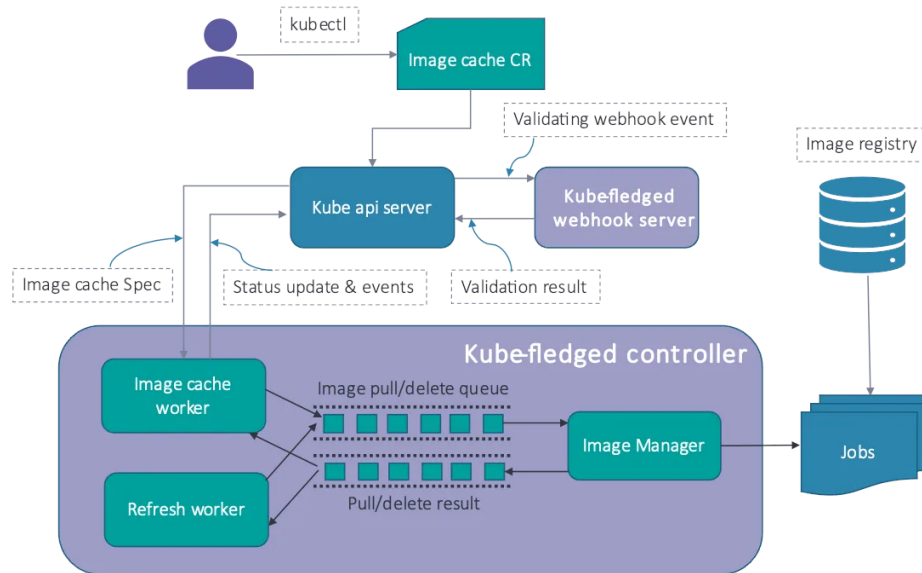 kubectl
Image cache CR
Validating webhook event
Image registry
Kube api server
Kube-fledged
webhook server
Image cache Spec
Status update & events
Validation result
Kube-fledged controller
Image cache
worker
Image pull/delete queue
Image Manager
Jobs
Refresh worker
Pull/delete result